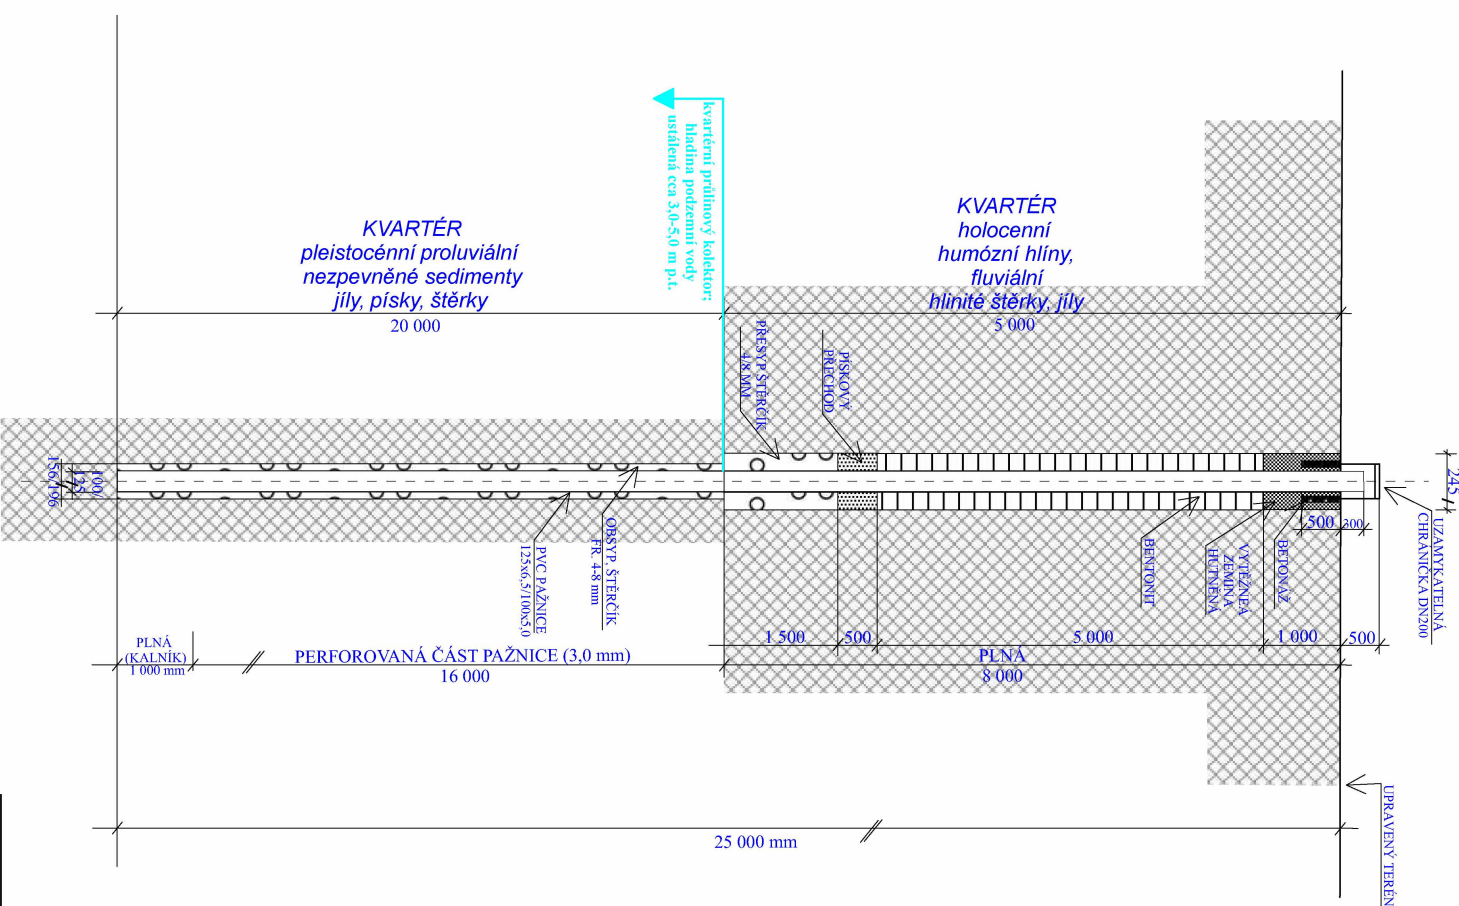 KVARTÉR
pleistocénní proluviální
nezpevněné sedimenty
jíly, písky, štěrky
20 000
kvartérní průlinový kolektor;
hladina podzemní vody
ustálená cca 3,0-5,0 m p.t.
KVARTÉR
holocenní
humózní hlíny,
fluviální
hlinité štěrky, jíly
5 000
PŘESYP ŠTĚRČÍK
4/8 MM
PÍSKOVÝ
PŘECHOD
156/196
125
100/
245
500
300
UZAMYKATELNÁ
CHRÁNIČKA DN200
BETONÁŽ
VYTĚŽNEA
ZEMINA
HUTNĚNÁ
BENTONIT
OBSYP, ŠTĚRČÍK
FR. 4-8 mm
PVC PAŽNICE
125x6,5/100x5,0
1 500
500
5 000
1 000
500
PLNÁ
(KALNÍK)
1 000 mm
PERFOROVANÁ ČÁST PAŽNICE (3,0 mm)
16 000
PLNÁ
8 000
25 000 mm
UPRAVENÝ TERÉN